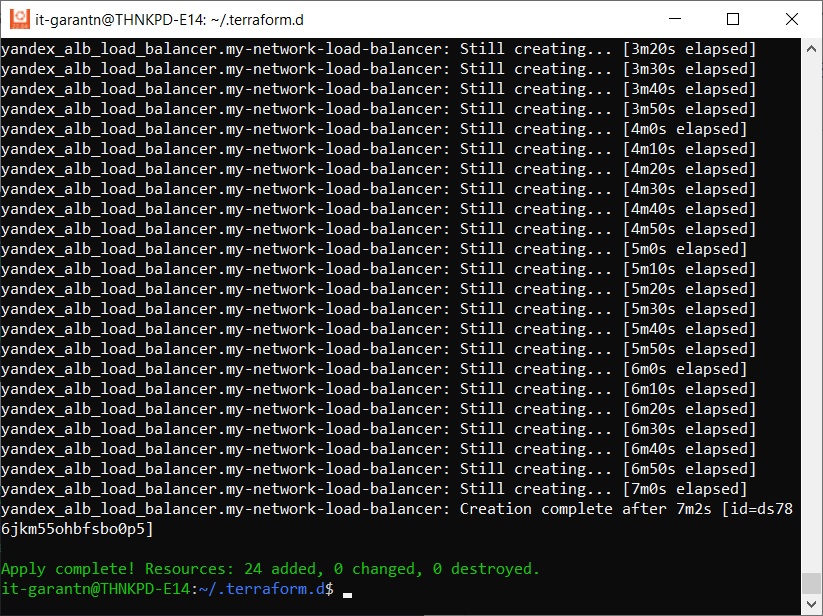 it-garantn@THNKPD-E14: ~/.terraform.d
yandex_alb_load_balancer.my-network-load-balancer: Still creating... [3m20s elapsed]
yandex_alb_load_balancer.my-network-load-balancer: Still creating... [3m30s elapsed]
yandex_alb_load_balancer.my-network-load-balancer: Still creating... [3m40s elapsed]
yandex_alb_load_balancer.my-network-load-balancer: Still creating... [3m50s elapsed]
yandex_alb_load_balancer.my-network-load-balancer: Still creating... [4m0s elapsed]
yandex_alb_load_balancer.my-network-load-balancer: Still creating... [4m10s elapsed]
yandex_alb_load_balancer.my-network-load-balancer: Still creating... [4m20s elapsed]
yandex_alb_load_balancer.my-network-load-balancer: Still creating... [4m30s elapsed]
yandex_alb_load_balancer.my-network-load-balancer: Still creating... [4m40s elapsed]
yandex_alb_load_balancer.my-network-load-balancer: Still creating... [4m50s elapsed]
yandex_alb_load_balancer.my-network-load-balancer: Still creating... [5m0s elapsed]
yandex_alb_load_balancer.my-network-load-balancer: Still creating... [5m10s elapsed]
yandex_alb_load_balancer.my-network-load-balancer: Still creating... [5m20s elapsed]
yandex_alb_load_balancer.my-network-load-balancer: Still creating... [5m30s elapsed]
yandex_alb_load_balancer.my-network-load-balancer: Still creating... [5m40s elapsed]
yandex_alb_load_balancer.my-network-load-balancer: Still creating... [5m50s elapsed]
yandex_alb_load_balancer.my-network-load-balancer: Still creating... [6m0s elapsed]
yandex_alb_load_balancer.my-network-load-balancer: Still creating... [6m10s elapsed]
yandex_alb_load_balancer.my-network-load-balancer: Still creating... [6m20s elapsed]
yandex_alb_load_balancer.my-network-load-balancer: Still creating... [6m30s elapsed]
yandex_alb_load_balancer.my-network-load-balancer: Still creating... [6m40s elapsed]
yandex_alb_load_balancer.my-network-load-balancer: Still creating... [6m50s elapsed]
yandex_alb_load_balancer.my-network-load-balancer: Still creating... [7m0s elapsed]
yandex_alb_load_balancer.my-network-load-balancer: Creation complete after 7m2s [id=ds78
6jkm55ohbfsbo0p5]
Apply complete! Resources: 24 added, 0 changed, 0 destroyed.
it-garantn@THNKPD-E14:~/.terraform.d$